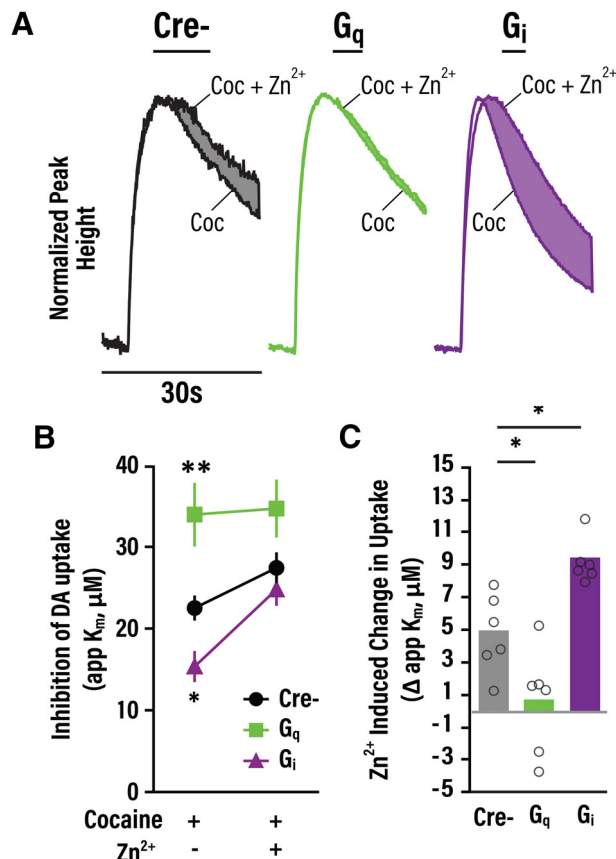 A
Cre-
Gq
Gi
Coc + Zn²⁺
Coc + Zn²⁺
Coc + Zn²⁺
Coc
Coc
Coc
Normalized Peak
Height
30s
B
Inhibition of DA uptake
(app Km, µM)
40
30
20
10
0
**
*
Cre-
Gq
Gi
Cocaine + +
Zn²⁺ - +
C
Zn²⁺ Induced Change in Uptake
(Δ app Km, µM)
*
*
15
13
11
9
7
5
3
1
-1
-3
-5
Cre- Gq Gi